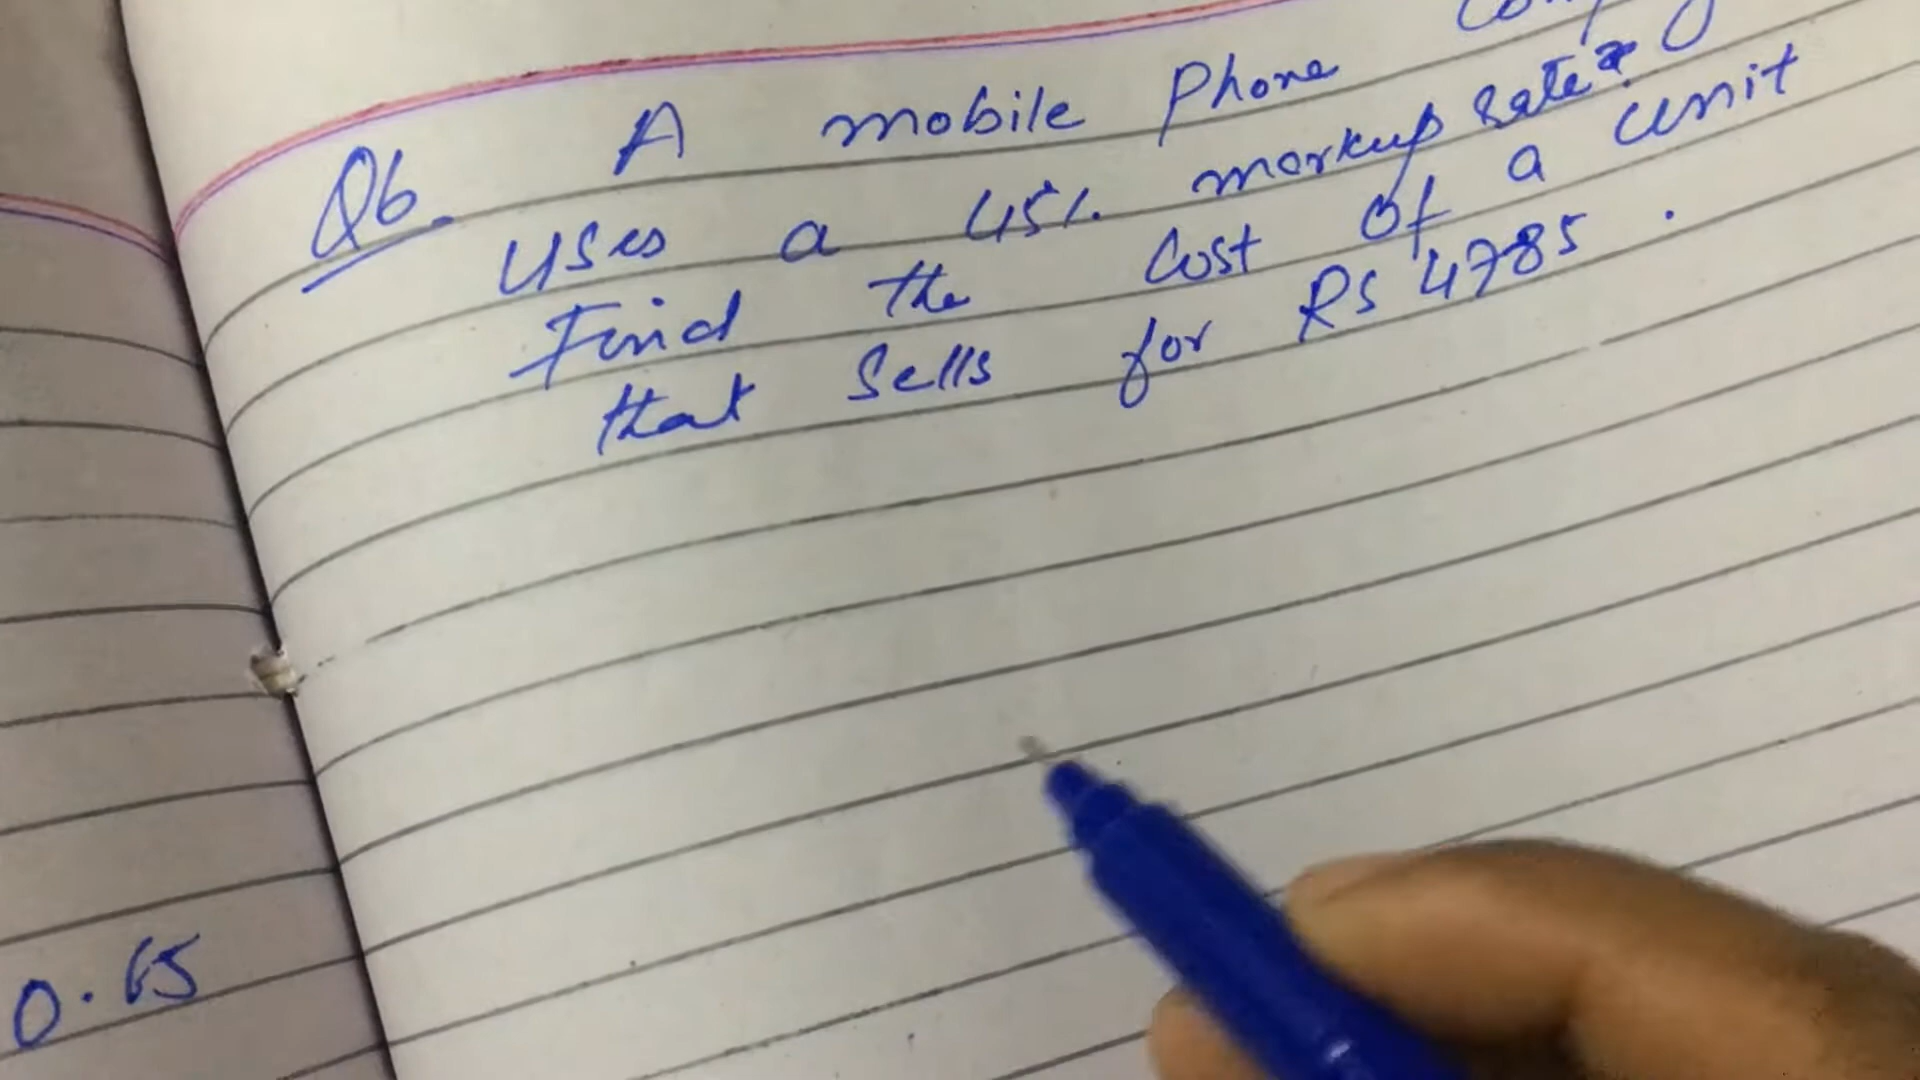 Q6. A mobile Phone
uses a 45%. markup rate.
Find the cost of a unit
that sells for RS 4785.
0.65